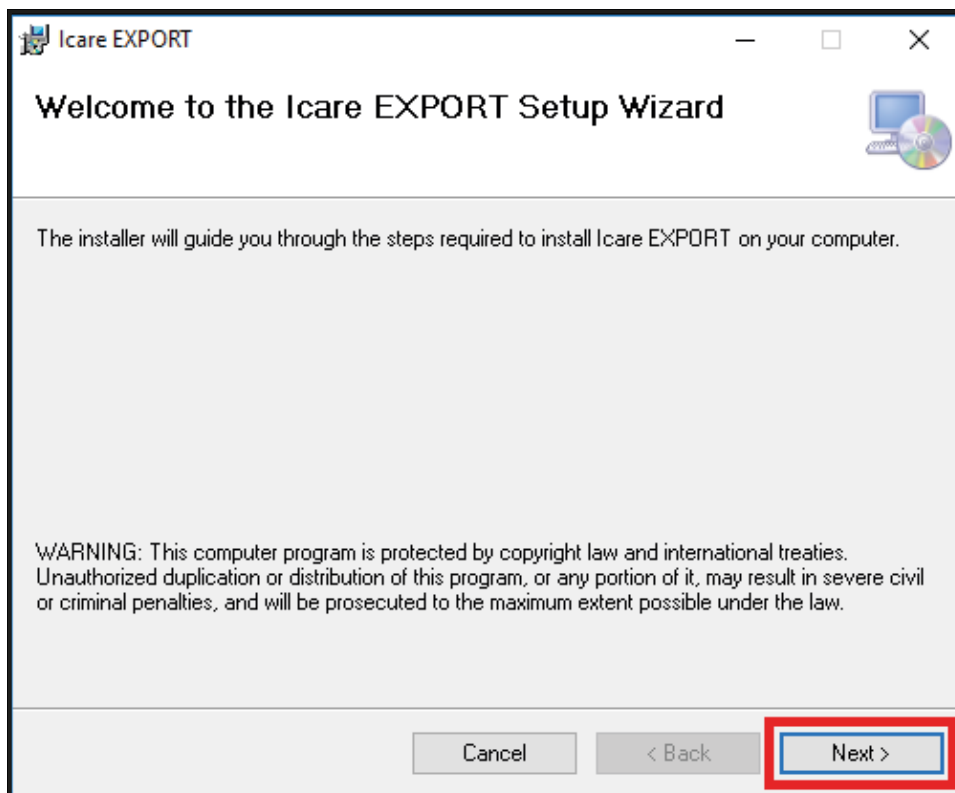 Icare EXPORT
Welcome to the Icare EXPORT Setup Wizard
The installer will guide you through the steps required to install Icare EXPORT on your computer.
WARNING: This computer program is protected by copyright law and international treaties.
Unauthorized duplication or distribution of this program, or any portion of it, may result in severe civil
or criminal penalties, and will be prosecuted to the maximum extent possible under the law.
Cancel
< Back
Next >